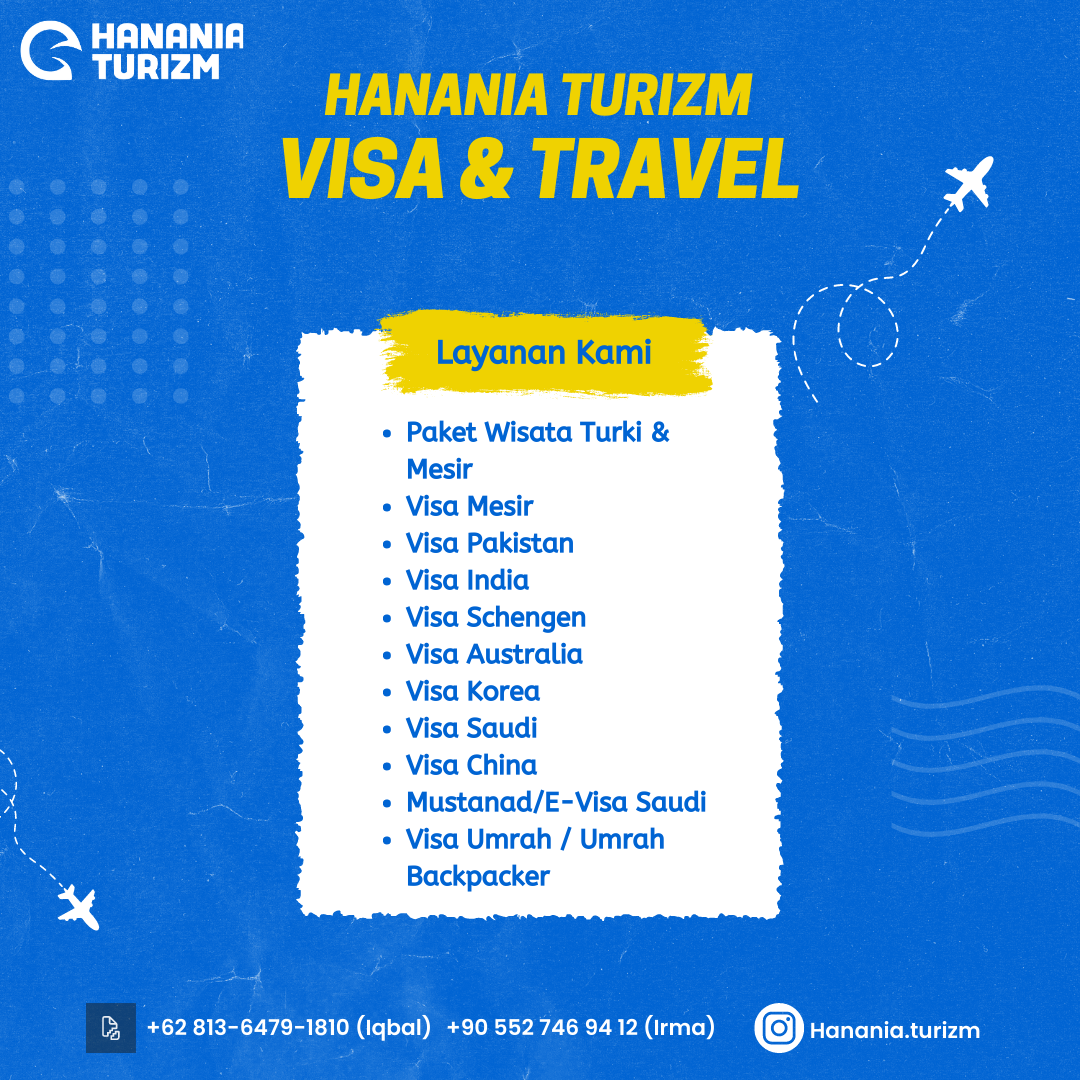 HANANIA
TURIZM
HANANIA TURIZM
VISA & TRAVEL
Layanan Kami
• Paket Wisata Turki &
Mesir
• Visa Mesir
• Visa Pakistan
• Visa India
• Visa Schengen
• Visa Australia
• Visa Korea
• Visa Saudi
• Visa China
• Mustanad/E-Visa Saudi
• Visa Umrah / Umrah
Backpacker
+62 813-6479-1810 (Iqbal) +90 552 746 94 12 (Irma) Hanania.turizm